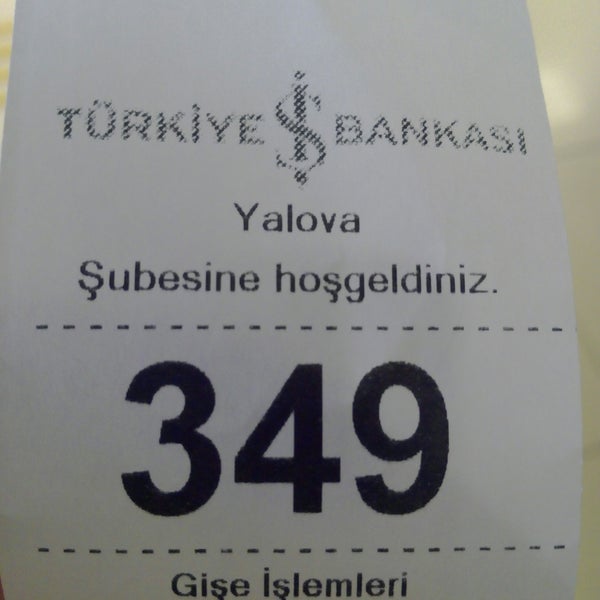 TÜRKİYE İŞ BANKASI
Yalova
Şubesine hoşgeldiniz.
349
Gişe İşlemleri